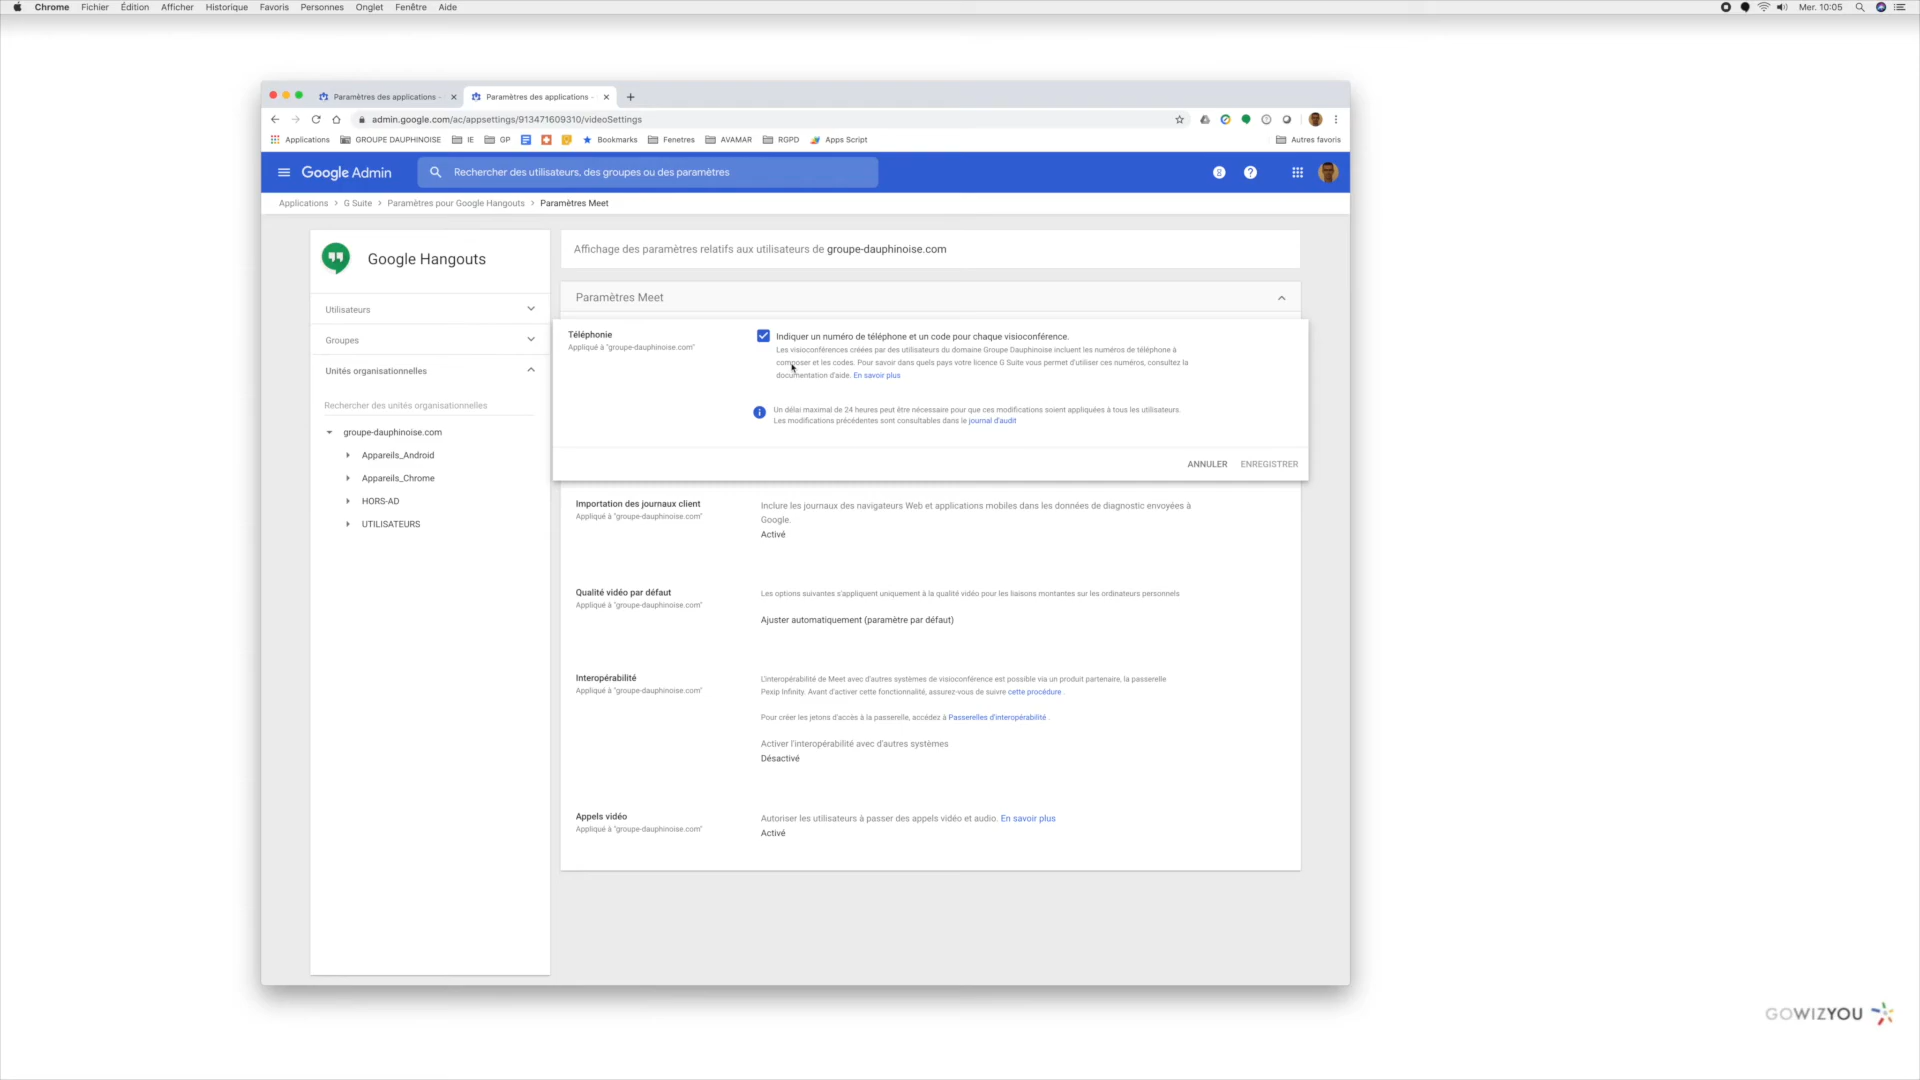 Chrome Fichier Édition Afficher Historique Favoris Personnes Onglet Fenêtre Aide
Mer. 10:05
Paramètres des applications -
Paramètres des applications -
admin.google.com/ac/appsettings/913471609310/videoSettings
Applications GROUPE DAUPHINOISE IE GP Bookmarks Fenetres AVAMAR RGPD Apps Script Autres favoris
Google Admin
Rechercher des utilisateurs, des groupes ou des paramètres
Applications > G Suite > Paramètres pour Google Hangouts > Paramètres Meet
Google Hangouts
Utilisateurs
Groupes
Unités organisationnelles
Rechercher des unités organisationnelles
groupe-dauphinoise.com
Appareils_Android
Appareils_Chrome
HORS-AD
UTILISATEURS
Affichage des paramètres relatifs aux utilisateurs de groupe-dauphinoise.com
Paramètres Meet
Téléphonie
Appliqué à "groupe-dauphinoise.com"
Indiquer un numéro de téléphone et un code pour chaque visioconférence.
Les visioconférences créées par des utilisateurs du domaine Groupe Dauphinoise incluent les numéros de téléphone à
composer et les codes. Pour savoir dans quels pays votre licence G Suite vous permet d'utiliser ces numéros, consultez la
documentation d'aide. En savoir plus
Un délai maximal de 24 heures peut être nécessaire pour que ces modifications soient appliquées à tous les utilisateurs.
Les modifications précédentes sont consultables dans le journal d'audit
ANNULER ENREGISTRER
Importation des journaux client
Appliqué à "groupe-dauphinoise.com"
Inclure les journaux des navigateurs Web et applications mobiles dans les données de diagnostic envoyées à
Google.
Activé
Qualité vidéo par défaut
Appliqué à "groupe-dauphinoise.com"
Les options suivantes s'appliquent uniquement à la qualité vidéo pour les liaisons montantes sur les ordinateurs personnels
Ajuster automatiquement (paramètre par défaut)
Interopérabilité
Appliqué à "groupe-dauphinoise.com"
L'interopérabilité de Meet avec d'autres systèmes de visioconférence est possible via un produit partenaire, la passerelle
Pexip Infinity. Avant d'activer cette fonctionnalité, assurez-vous de suivre cette procédure .
Pour créer les jetons d'accès à la passerelle, accédez à Passerelles d'interopérabilité .
Activer l'interopérabilité avec d'autres systèmes
Désactivé
Appels vidéo
Appliqué à "groupe-dauphinoise.com"
Autoriser les utilisateurs à passer des appels vidéo et audio. En savoir plus
Activé
GOWIZYOU